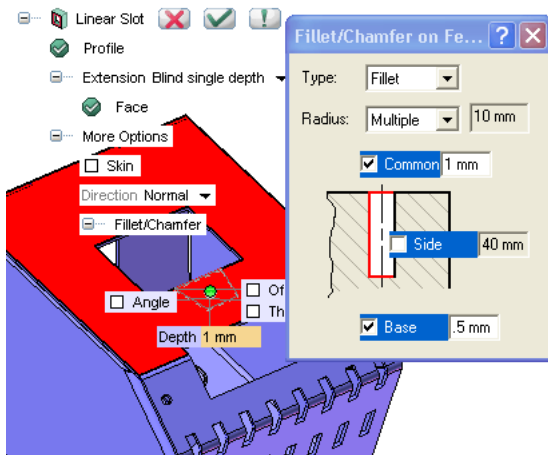 Linear Slot
Profile
Extension Blind single depth
Face
More Options
Skin
Direction Normal
Fillet/Chamfer
Angle
Of
Th
Depth 1 mm
Fillet/Chamfer on Fe...
Type: Fillet
Radius: Multiple 10 mm
Common 1 mm
Side 40 mm
Base .5 mm